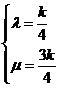 λ = k/4
μ = 3k/4